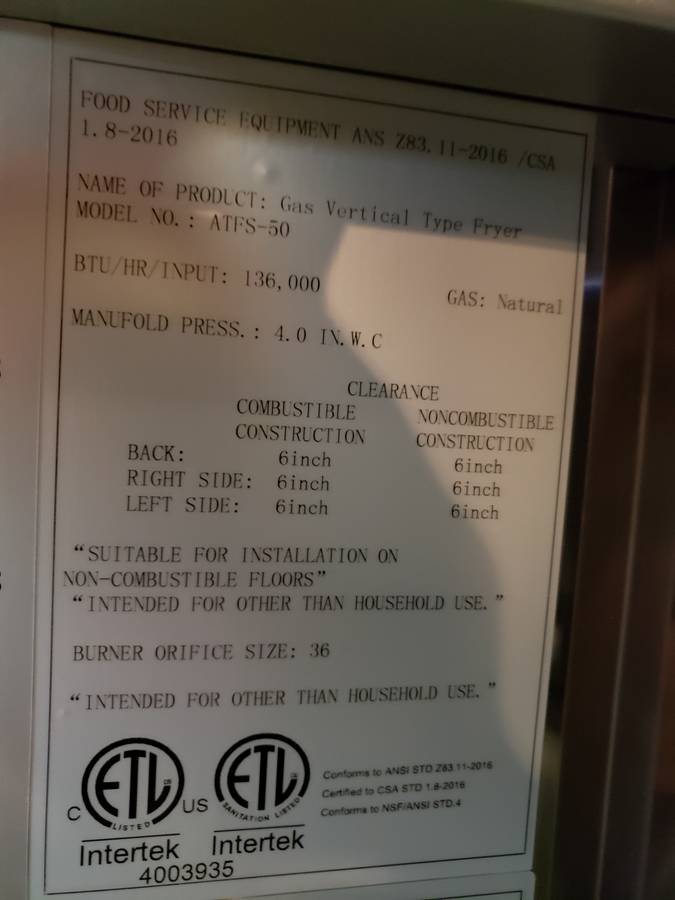 FOOD SERVICE EQUIPMENT ANS Z83.11-2016 /CSA
1.8-2016
NAME OF PRODUCT: Gas Vertical Type Fryer
MODEL NO.: ATFS-50
BTU/HR/INPUT: 136,000
GAS: Natural
MANUFOLD PRESS.: 4.0 IN.W.C
CLEARANCE
COMBUSTIBLE NONCOMBUSTIBLE
CONSTRUCTION CONSTRUCTION
BACK: 6inch 6inch
RIGHT SIDE: 6inch 6inch
LEFT SIDE: 6inch 6inch
“SUITABLE FOR INSTALLATION ON
NON-COMBUSTIBLE FLOORS”
“INTENDED FOR OTHER THAN HOUSEHOLD USE.”
BURNER ORIFICE SIZE: 36
“INTENDED FOR OTHER THAN HOUSEHOLD USE.”
C ETL US
LISTED
Intertek
4003935
ETL
SANITATION LISTED
Intertek
Conforms to ANSI STD Z83.11-2016
Certified to CSA STD 1.8-2016
Conforms to NSF/ANSI STD.4